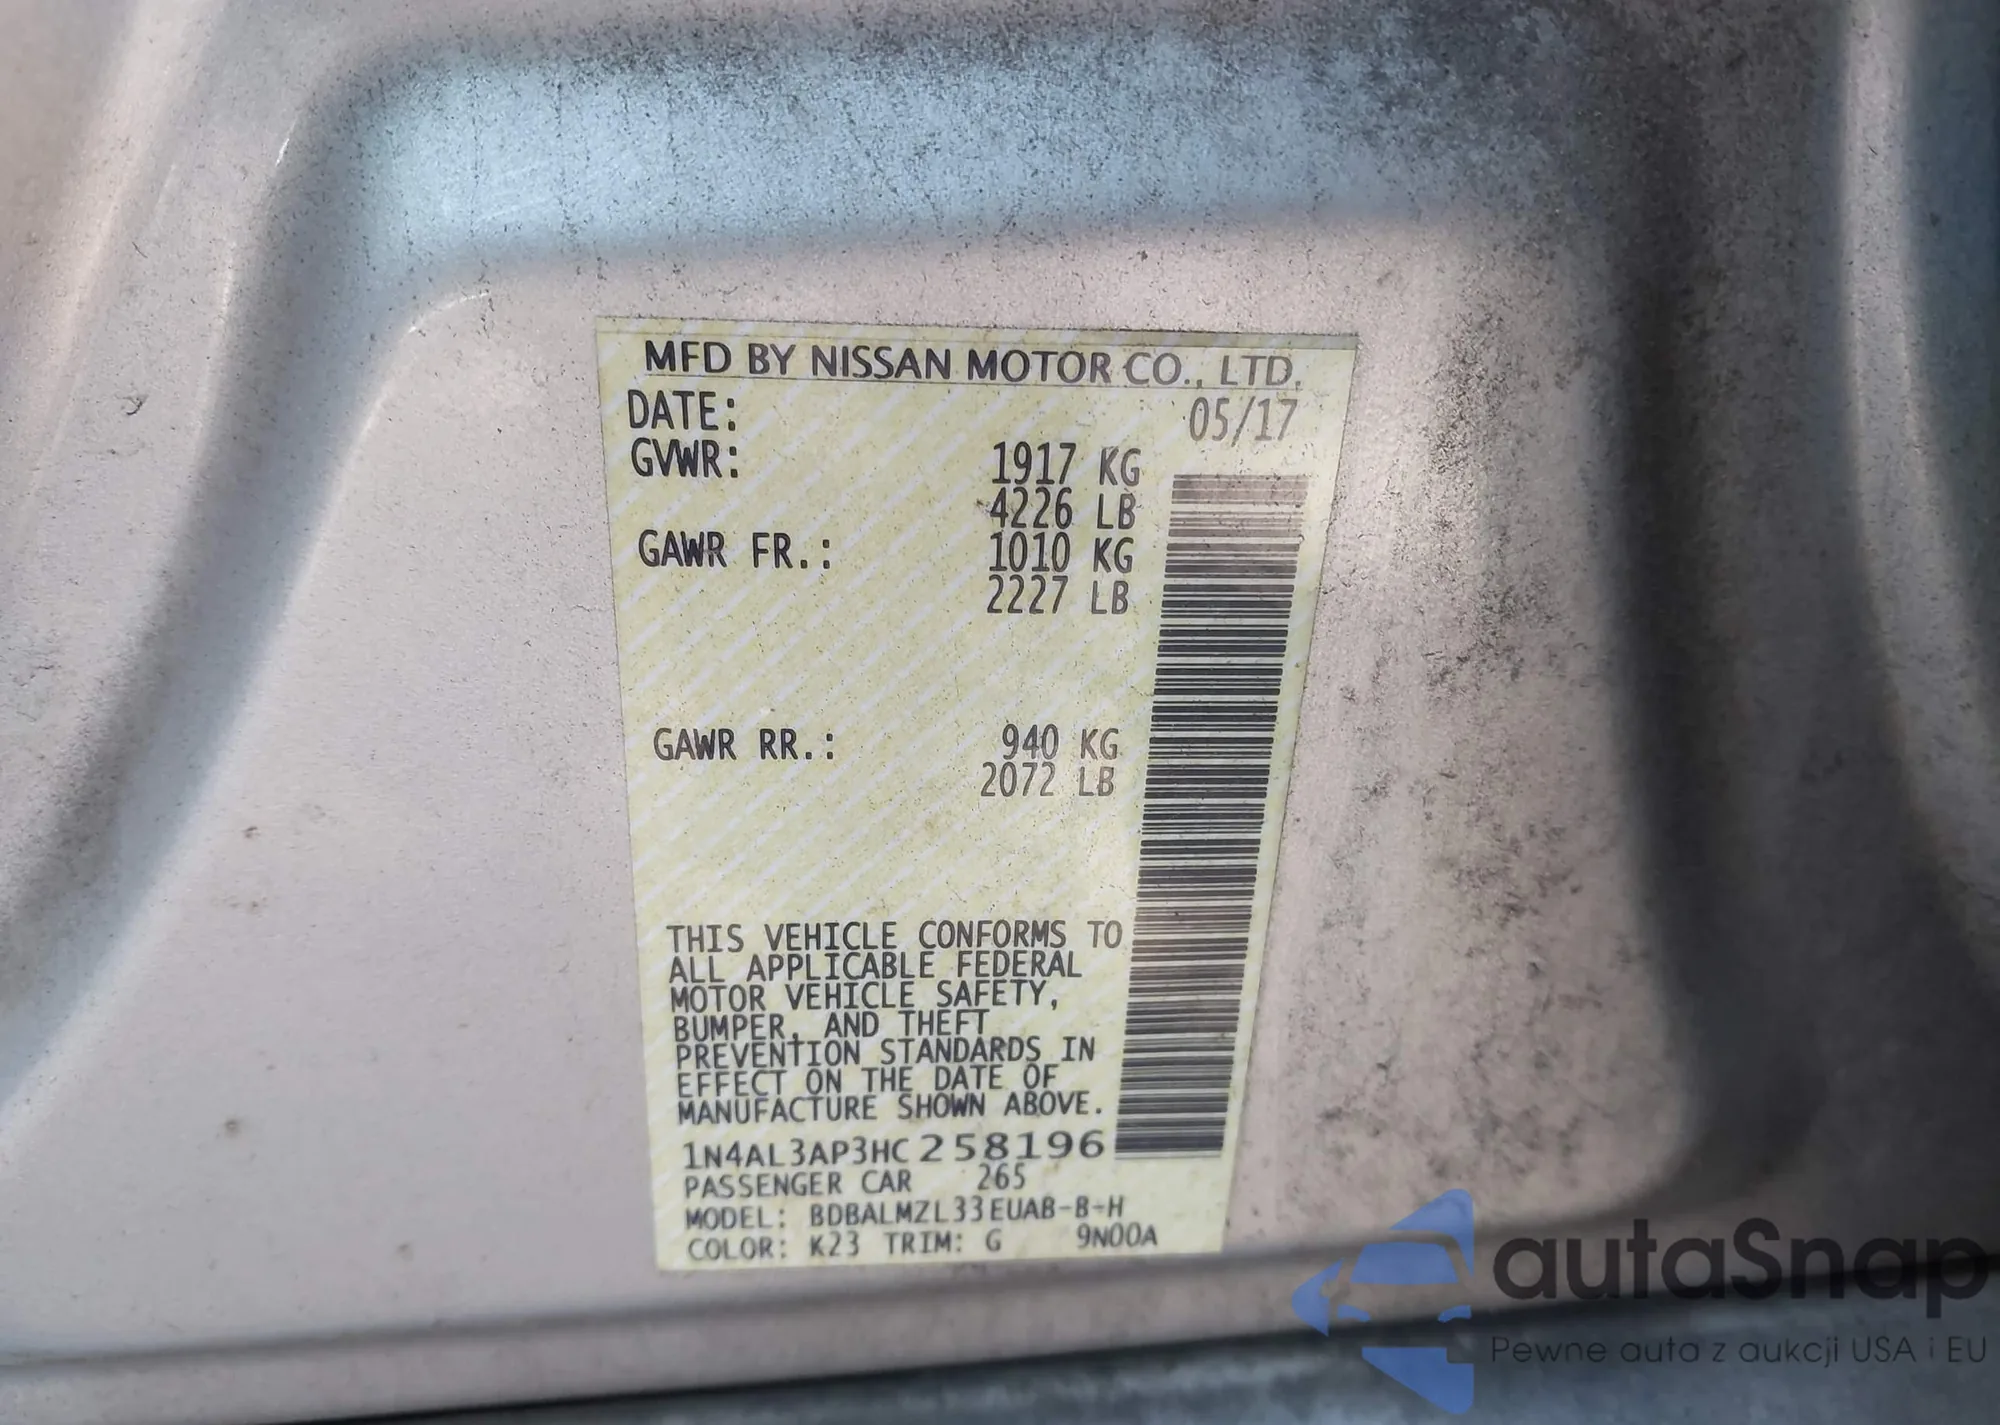 MFD BY NISSAN MOTOR CO., LTD.
DATE: 05/17
GVWR: 1917 KG
4226 LB
GAWR FR.: 1010 KG
2227 LB
GAWR RR.: 940 KG
2072 LB
THIS VEHICLE CONFORMS TO
ALL APPLICABLE FEDERAL
MOTOR VEHICLE SAFETY,
BUMPER, AND THEFT
PREVENTION STANDARDS IN
EFFECT ON THE DATE OF
MANUFACTURE SHOWN ABOVE.
1N4AL3AP3HC258196
PASSENGER CAR 265
MODEL: BDBALMZL33EUAB-B-H
COLOR: K23 TRIM: G 9N00A
autaSnap
Pewne auta z aukcji USA i EU